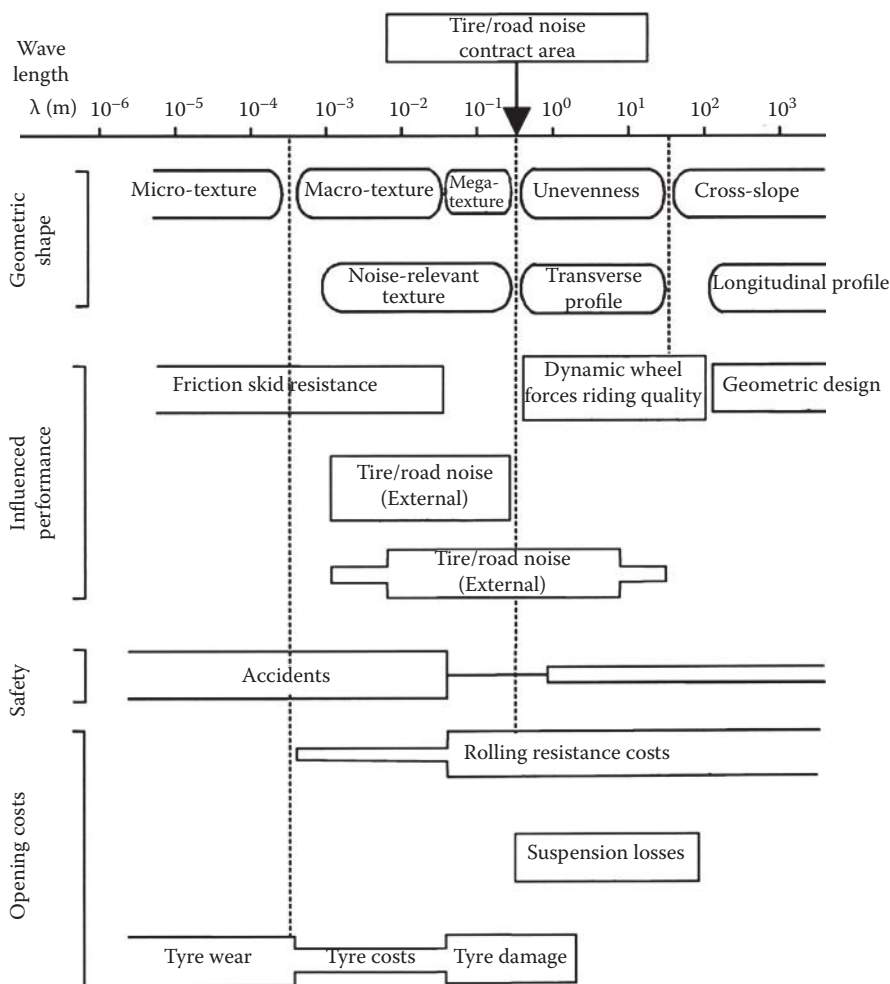 Tire/road noise
contract area
Wave
length
λ (m) 10⁻⁶ 10⁻⁵ 10⁻⁴ 10⁻³ 10⁻² 10⁻¹ 10⁰ 10¹ 10² 10³
Geometric
shape
Micro-texture Macro-texture
Mega-
texture
Unevenness Cross-slope
Noise-relevant
texture
Transverse
profile
Longitudinal profile
Influenced
performance
Friction skid resistance
Dynamic wheel
forces riding quality
Geometric design
Tire/road noise
(External)
Tire/road noise
(External)
Safety
Accidents
Opening costs
Rolling resistance costs
Suspension losses
Tyre wear Tyre costs Tyre damage